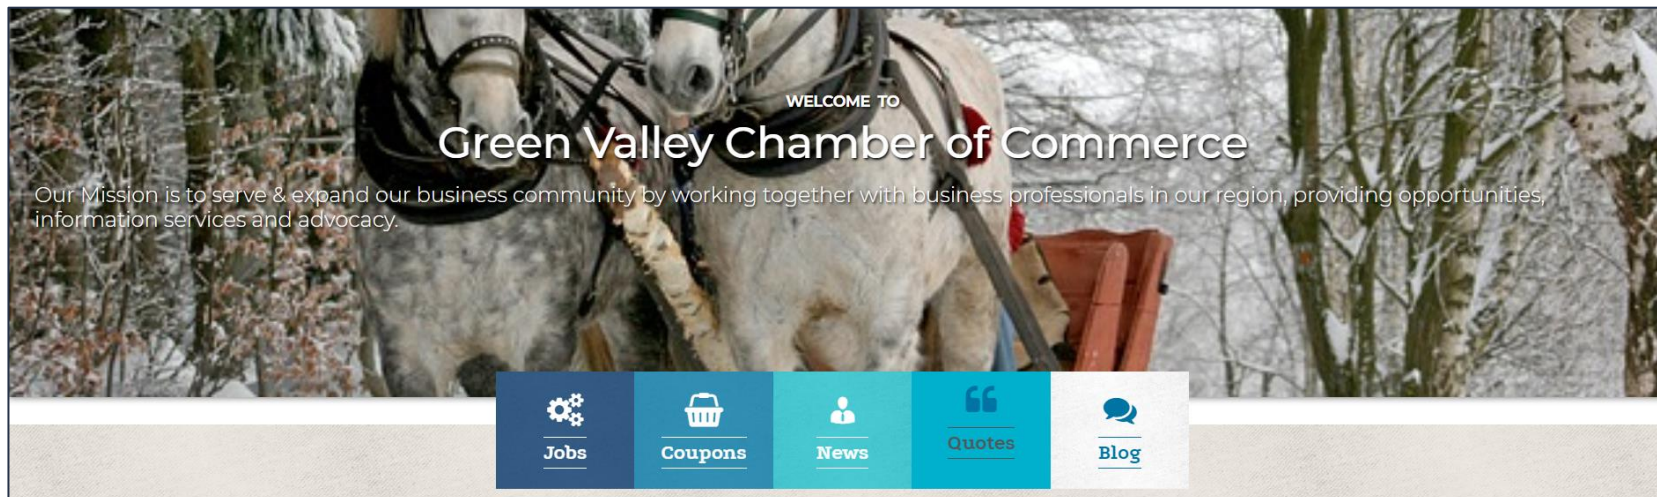 WELCOME TO
Green Valley Chamber of Commerce
Our Mission is to serve & expand our business community by working together with business professionals in our region, providing opportunities,
information services and advocacy.
Jobs
Coupons
News
Quotes
Blog